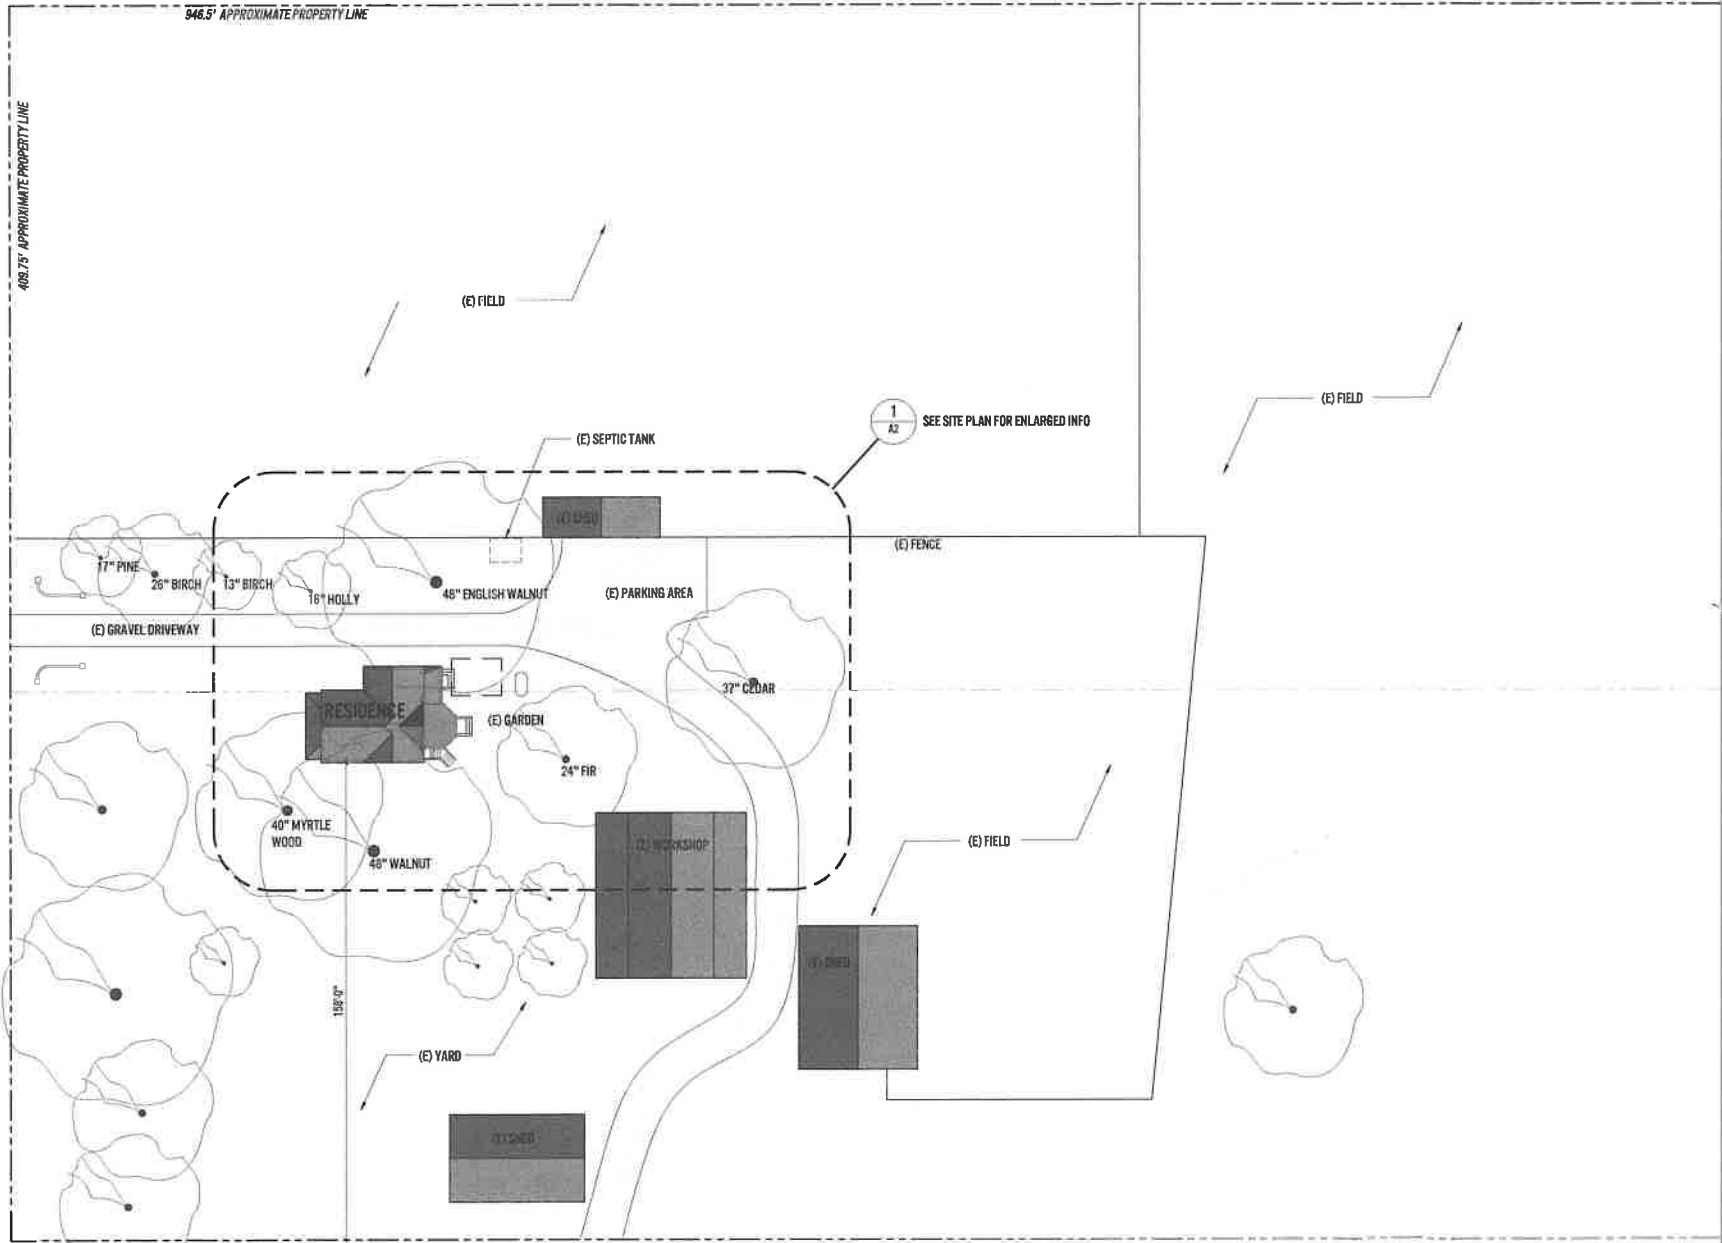 946.5' APPROXIMATE PROPERTY LINE
409.75' APPROXIMATE PROPERTY LINE
(E) FIELD
(E) FIELD
1
A2
SEE SITE PLAN FOR ENLARGED INFO
(E) SEPTIC TANK
(E) SHED
(E) FENCE
17" PINE
26" BIRCH
13" BIRCH
16" HOLLY
48" ENGLISH WALNUT
(E) PARKING AREA
(E) GRAVEL DRIVEWAY
37" CEDAR
RESIDENCE
(E) GARDEN
24" FIR
40" MYRTLE
WOOD
48" WALNUT
(E) WORKSHOP
(E) FIELD
(E) SHED
158'-0"
(E) YARD
(E) SHED